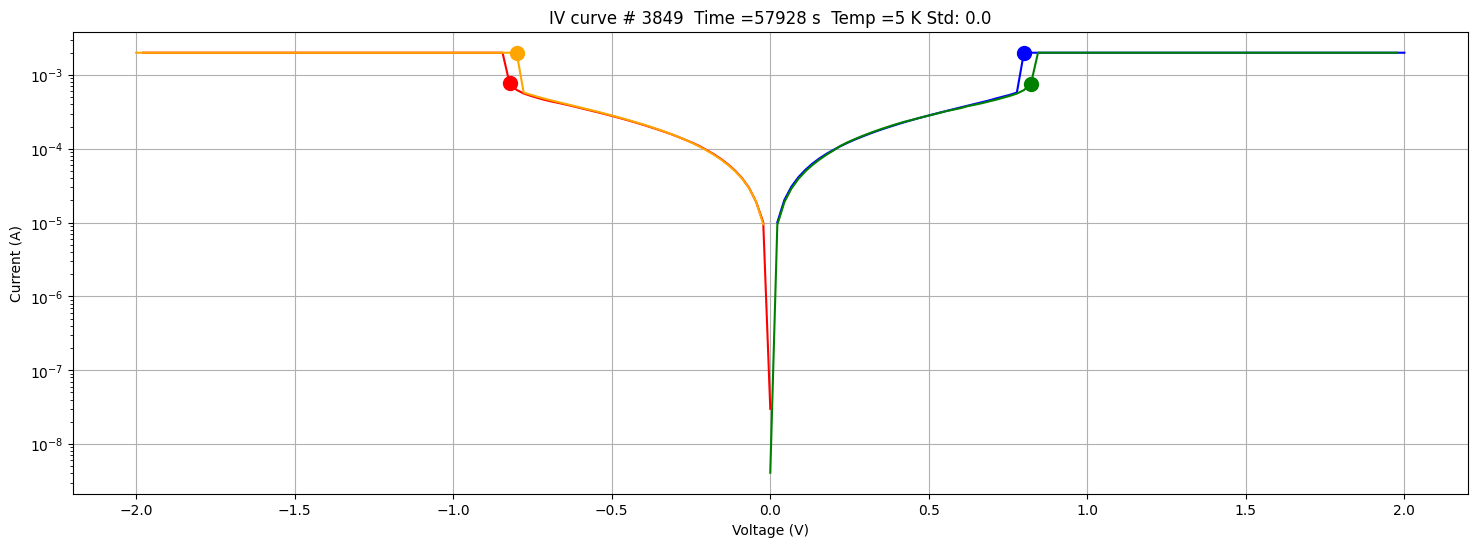 IV curve # 3849  Time =57928 s  Temp =5 K Std: 0.0
Current (A)
10⁻³
10⁻⁴
10⁻⁵
10⁻⁶
10⁻⁷
10⁻⁸
−2.0 −1.5 −1.0 −0.5 0.0 0.5 1.0 1.5 2.0
Voltage (V)